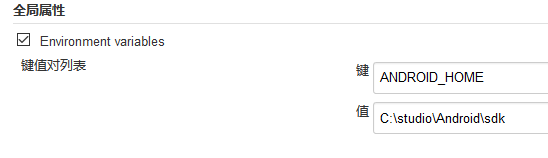 全局属性
Environment variables
键值对列表
键
ANDROID_HOME
值
C:\studio\Android\sdk